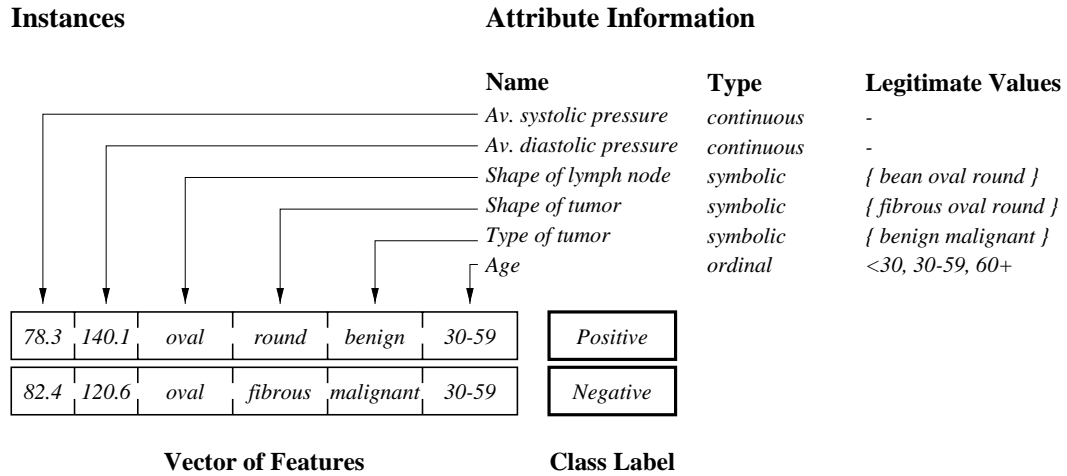 Instances
Attribute Information
Name Type Legitimate Values
Av. systolic pressure continuous -
Av. diastolic pressure continuous -
Shape of lymph node symbolic { bean oval round }
Shape of tumor symbolic { fibrous oval round }
Type of tumor symbolic { benign malignant }
Age ordinal <30, 30-59, 60+
78.3 140.1 oval round benign 30-59 Positive
82.4 120.6 oval fibrous malignant 30-59 Negative
Vector of Features Class Label